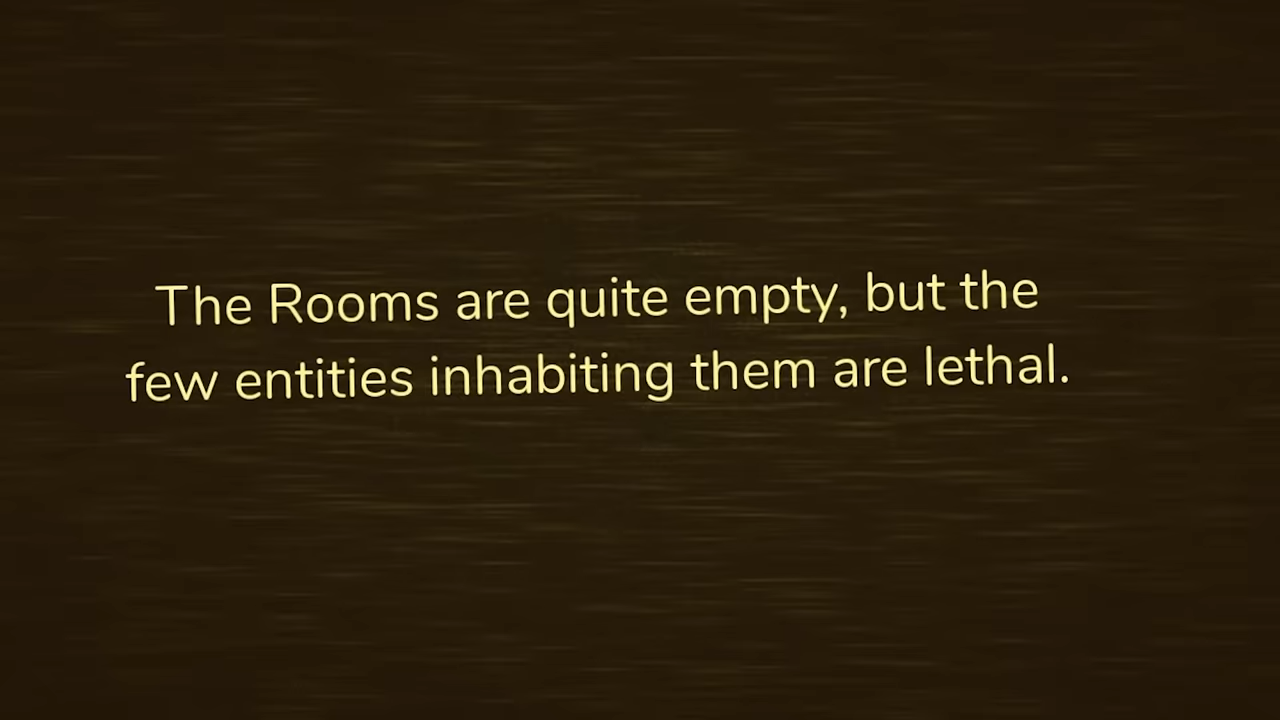 The Rooms are quite empty, but the
few entities inhabiting them are lethal.